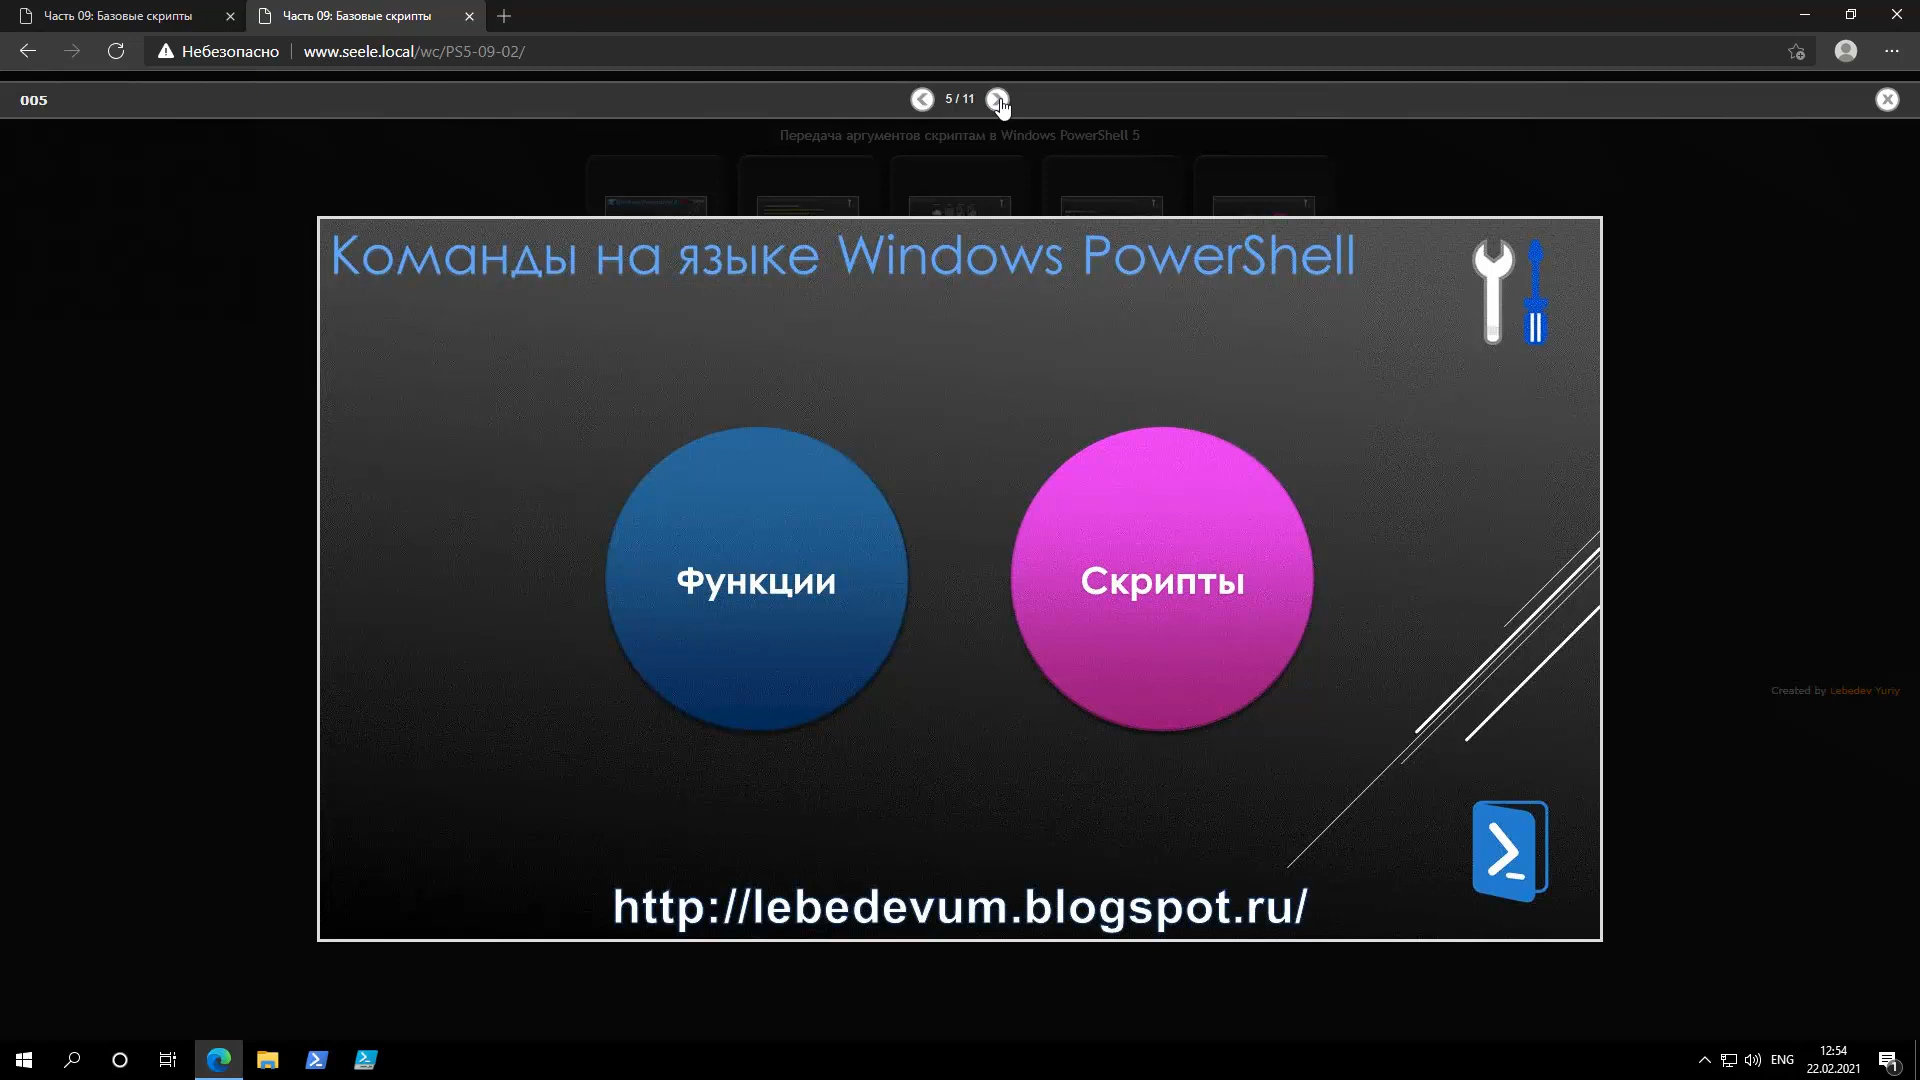 Часть 09: Базовые скрипты
Часть 09: Базовые скрипты
Небезопасно
www.seele.local/wc/PS5-09-02/
005
5 / 11
Передача аргументов скриптам в Windows PowerShell 5
Команды на языке Windows PowerShell
Функции
Скрипты
Created by Lebedev Yuriy
http://lebedevum.blogspot.ru/
ENG
12:54
22.02.2021
1